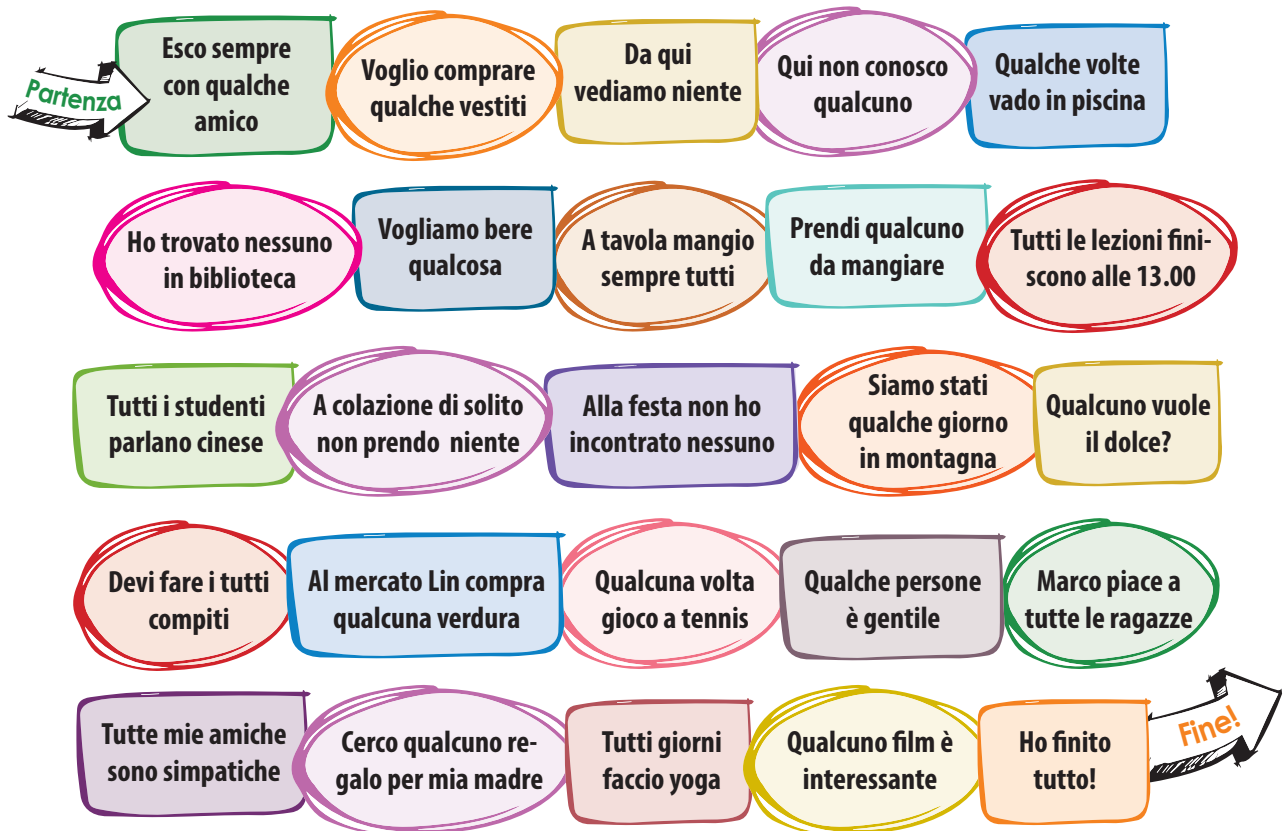 Partenza
Esco sempre
con qualche
amico
Voglio comprare
qualche vestiti
Da qui
vediamo niente
Qui non conosco
qualcuno
Qualche volte
vado in piscina
Ho trovato nessuno
in biblioteca
Vogliamo bere
qualcosa
A tavola mangio
sempre tutti
Prendi qualcuno
da mangiare
Tutti le lezioni fini-
scono alle 13.00
Tutti i studenti
parlano cinese
A colazione di solito
non prendo niente
Alla festa non ho
incontrato nessuno
Siamo stati
qualche giorno
in montagna
Qualcuno vuole
il dolce?
Devi fare i tutti
compiti
Al mercato Lin compra
qualcuna verdura
Qualcuna volta
gioco a tennis
Qualche persone
è gentile
Marco piace a
tutte le ragazze
Tutte mie amiche
sono simpatiche
Cerco qualcuno re-
galo per mia madre
Tutti giorni
faccio yoga
Qualcuno film è
interessante
Ho finito
tutto!
Fine!